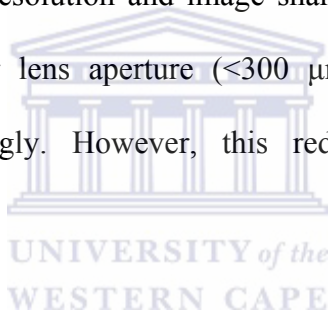 esolution and image shar
lens aperture (<300 μm
gly. However, this red
UNIVERSITY of the
WESTERN CAPE